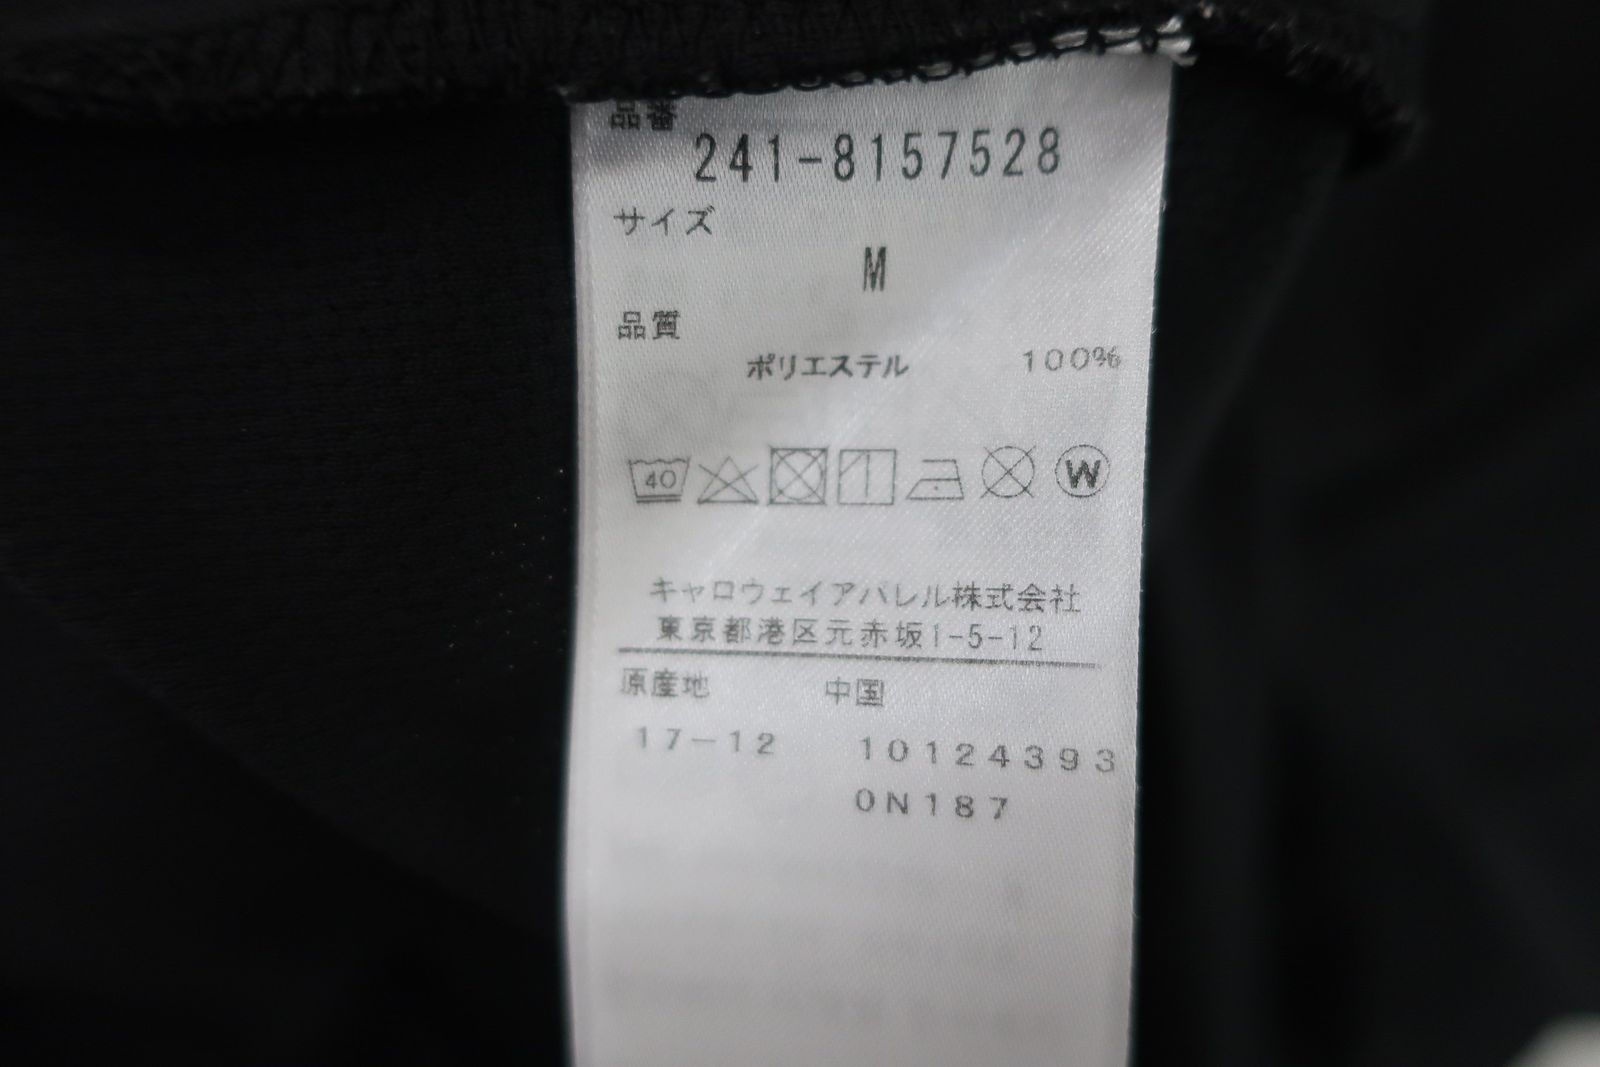 品番
241-8157528
サイズ
M
品質
ポリエステル 100%
40 W
キャロウェイアパレル株式会社
東京都港区元赤坂1-5-12
原産地 中国
17-12 10124393
0N187